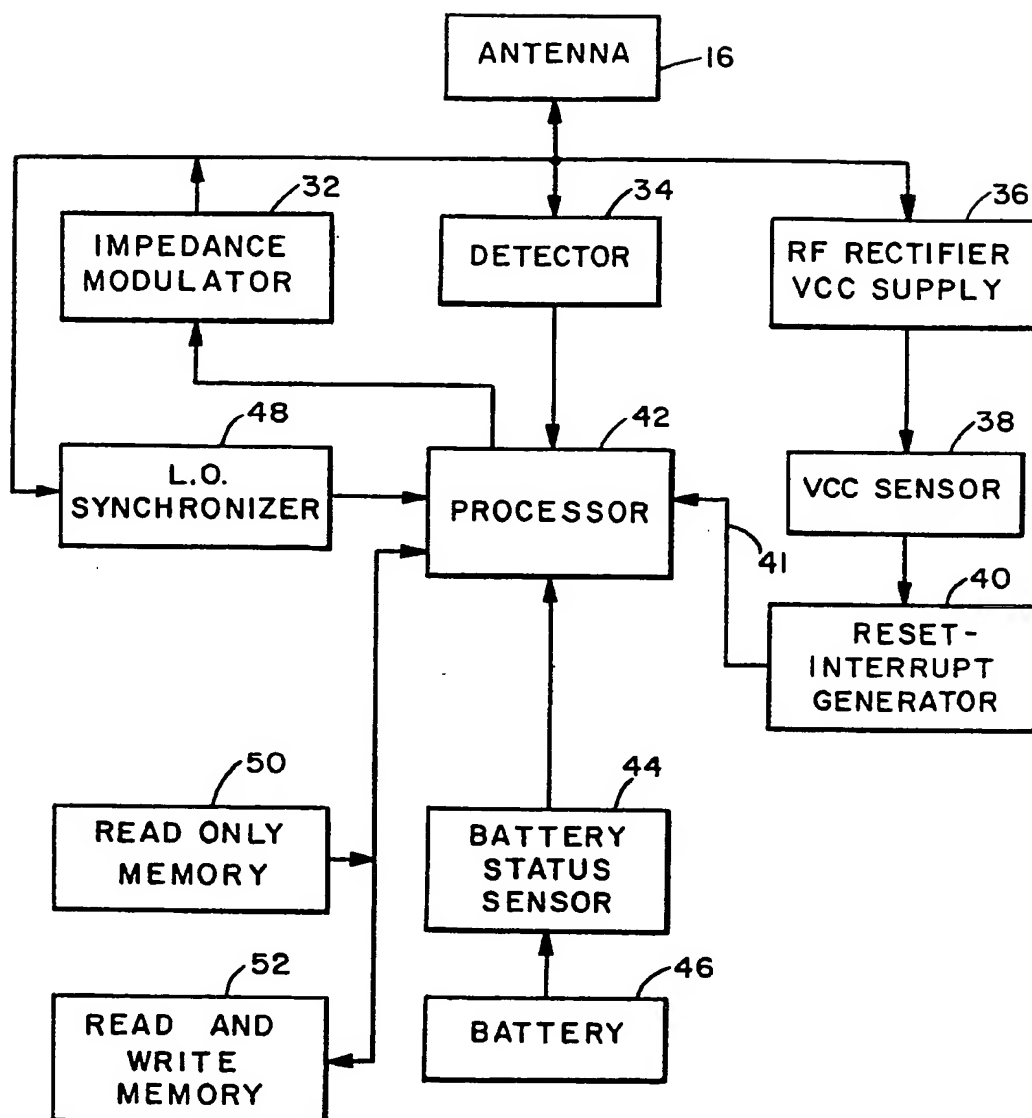 ANTENNA
16
32
34
36
IMPEDANCE
MODULATOR
DETECTOR
RF RECTIFIER
VCC SUPPLY
48
42
38
L.O.
SYNCHRONIZER
PROCESSOR
VCC SENSOR
41
40
RESET-
INTERRUPT
GENERATOR
50
44
READ ONLY
MEMORY
BATTERY
STATUS
SENSOR
52
46
READ AND
WRITE
MEMORY
BATTERY